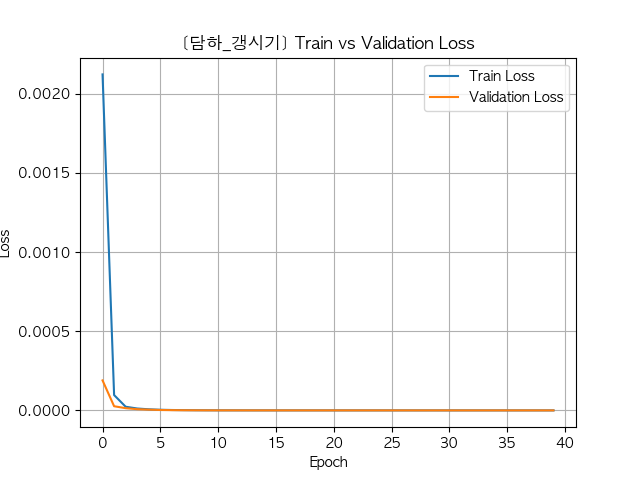 [담하_갱시기] Train vs Validation Loss
Train Loss
Validation Loss
0.0020
0.0015
0.0010
0.0005
0.0000
Loss
0 5 10 15 20 25 30 35 40
Epoch